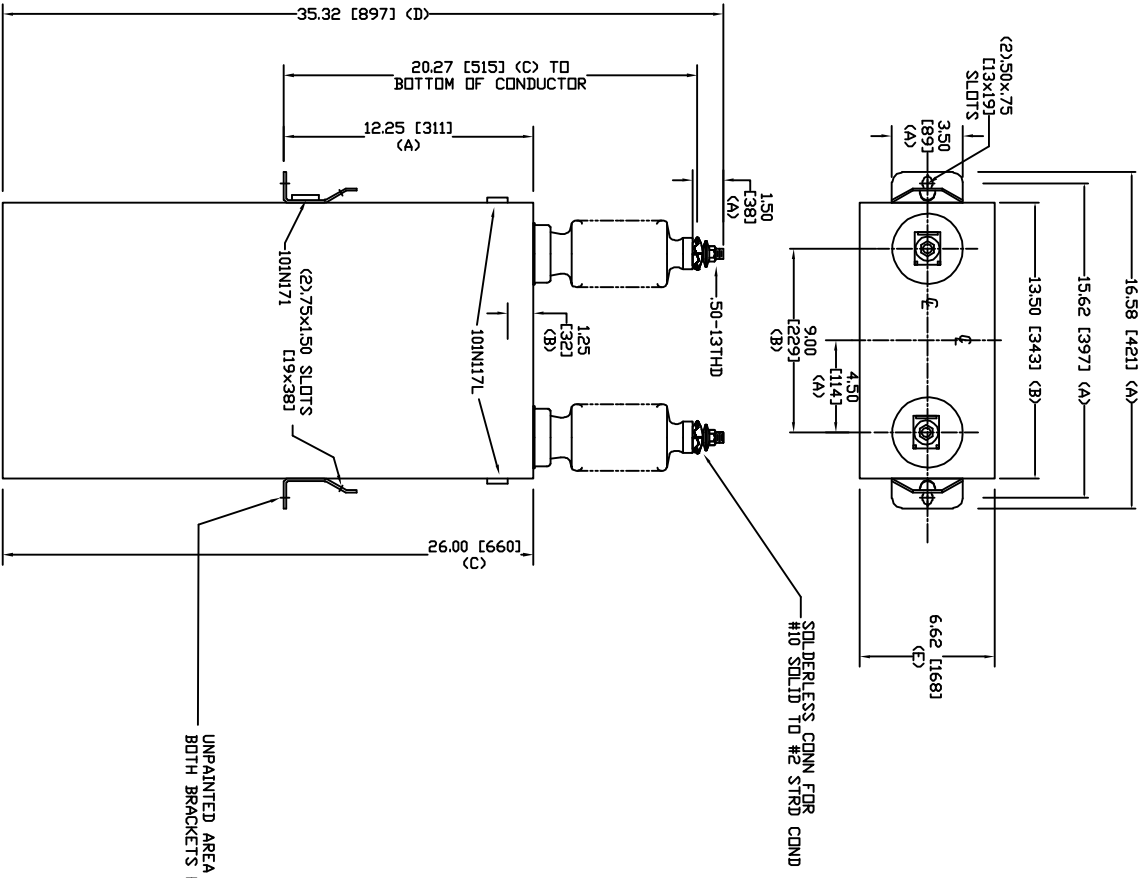 35.32 [897] (D)
20.27 [515] (C) TO
BOTTOM OF CONDUCTOR
12.25 [311]
(A)
1.50
[38]
(A)
.50-13THD
101N171
(2).75x1.50 SLOTS
[19x38]
1.25
[32]
(B)
101N117L
26.00 [660]
(C)
(2).50x.75
[13x19]
SLOTS
3.50
[89]
(A)
16.58 [421] (A)
15.62 [397] (A)
13.50 [343] (B)
9.00
[229]
(B)
4.50
[114]
(A)
CL
CL
6.62 [168]
(E)
SOLDERLESS CONN FOR
#10 SOLID TO #2 STRD COND
UNPAINTED AREA
BOTH BRACKETS